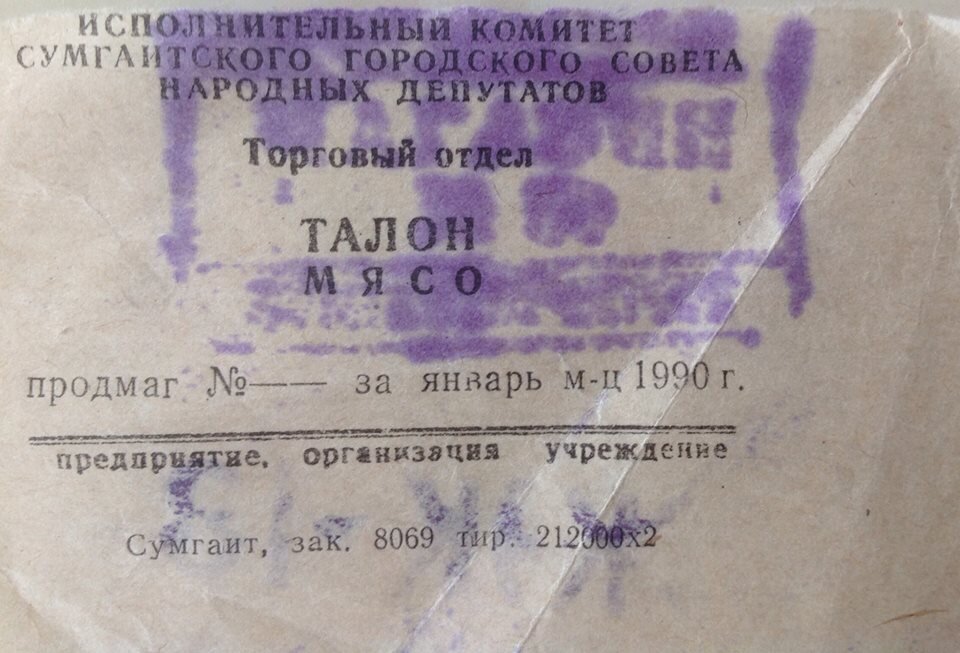 ИСПОЛНИТЕЛЬНЫЙ КОМИТЕТ
СУМГАИТСКОГО ГОРОДСКОГО СОВЕТА
НАРОДНЫХ ДЕПУТАТОВ
Торговый отдел
ТАЛОН
МЯСО
продмаг №—— за январь м-ц 1990 г.
предприятие, организация учреждение
Сумгаит, зак. 8069 тир. 212000х2